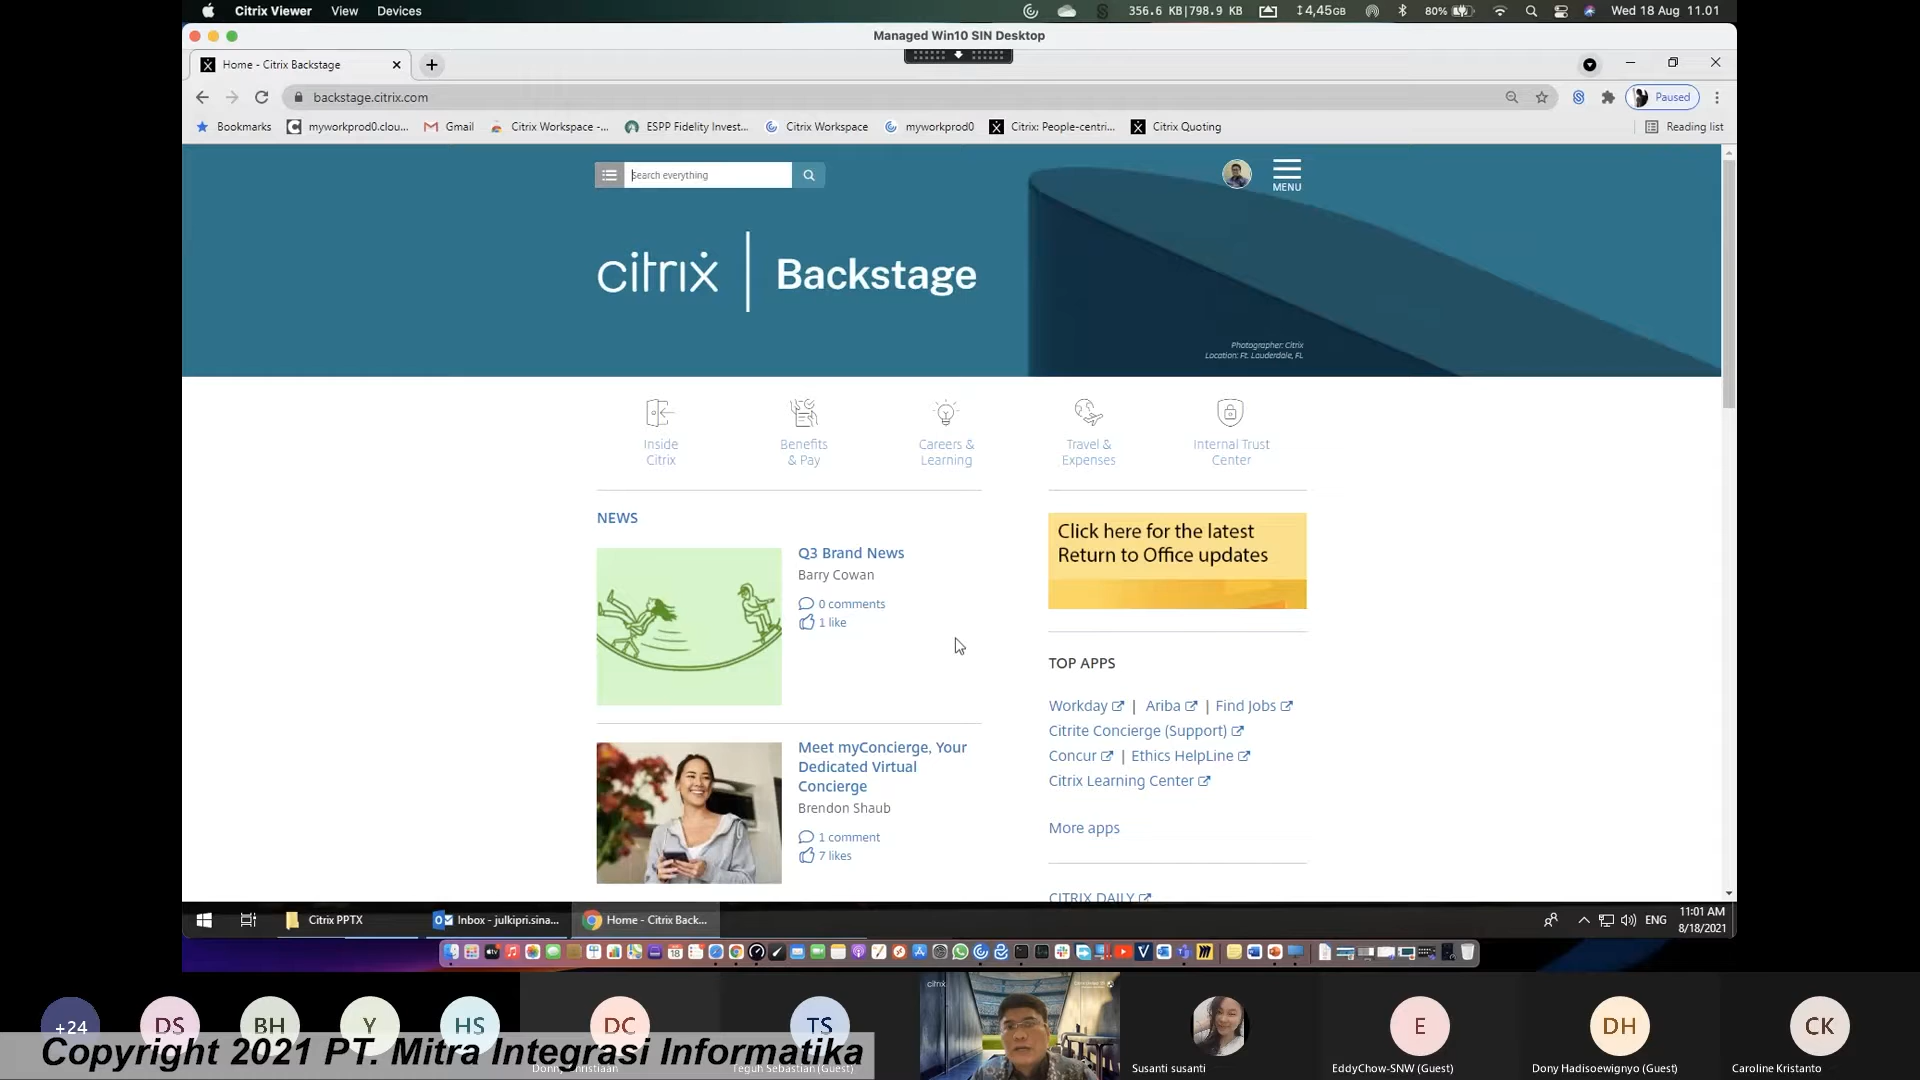 Citrix Viewer View Devices
356.6 KB|798.9 KB 4,45GB 80% Wed 18 Aug 11.01
Managed Win10 SIN Desktop
Home - Citrix Backstage
backstage.citrix.com
Paused
Bookmarks myworkprod0.clou... Gmail Citrix Workspace -... ESPP Fidelity Invest... Citrix Workspace myworkprod0 Citrix: People-centri... Citrix Quoting Reading list
Search everything
MENU
citrix | Backstage
Photographer: Citrix
Location: Ft. Lauderdale, FL
Inside
Citrix
Benefits
& Pay
Careers &
Learning
Travel &
Expenses
Internal Trust
Center
NEWS
Q3 Brand News
Barry Cowan
0 comments
1 like
Meet myConcierge, Your
Dedicated Virtual
Concierge
Brendon Shaub
1 comment
7 likes
Click here for the latest
Return to Office updates
TOP APPS
Workday | Ariba | Find Jobs
Citrite Concierge (Support)
Concur | Ethics HelpLine
Citrix Learning Center
More apps
CITRIX DAILY
Citrix PPTX Inbox - julkipri.sina... Home - Citrix Back... ENG
11:01 AM
8/18/2021
+24 DS BH Y HS DC TS citrix E DH CK
Copyright 2021 PT. Mitra Integrasi Informatika
Teguh Sebastian (Guest) Susanti susanti EddyChow-SNW (Guest) Dony Hadisoewignyo (Guest) Caroline Kristanto